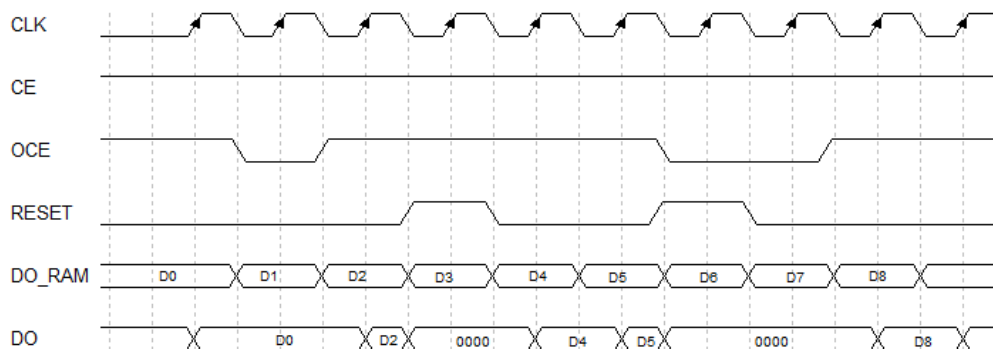 CLK
CE
OCE
RESET
DO_RAM D0 D1 D2 D3 D4 D5 D6 D7 D8
DO D0 D2 0000 D4 D5 0000 D8